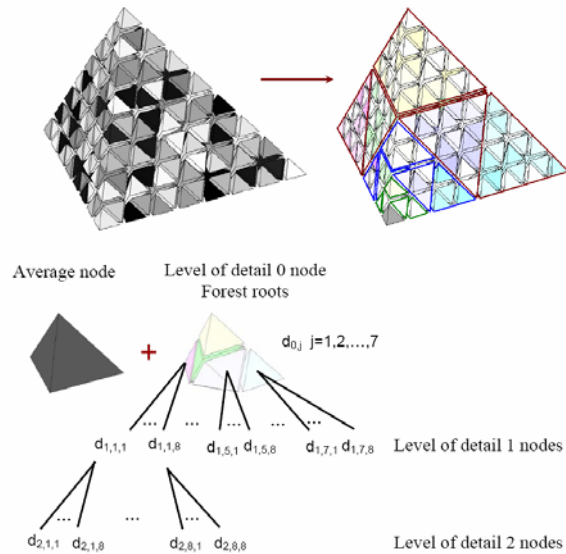 Average node
Level of detail 0 node
Forest roots
+
d0,j j=1,2,...,7
... ... ... ...
d1,1,1 d1,1,8 d1,5,1 d1,5,8 d1,7,1 d1,7,8 Level of detail 1 nodes
... ... ...
d2,1,1 d2,1,8 d2,8,1 d2,8,8 Level of detail 2 nodes